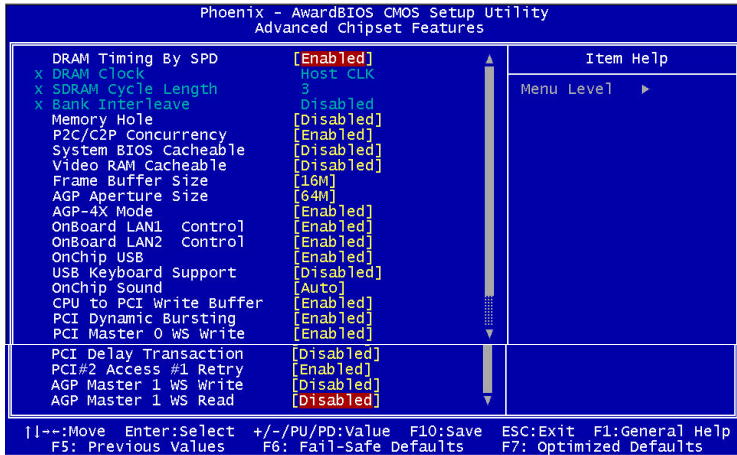 Phoenix - AwardBIOS CMOS Setup Utility
Advanced Chipset Features
DRAM Timing By SPD [Enabled]
x DRAM Clock Host CLK
x SDRAM Cycle Length 3
x Bank Interleave Disabled
Memory Hole [Disabled]
P2C/C2P Concurrency [Enabled]
System BIOS Cacheable [Disabled]
Video RAM Cacheable [Disabled]
Frame Buffer Size [16M]
AGP Aperture Size [64M]
AGP-4X Mode [Enabled]
OnBoard LAN1 Control [Enabled]
OnBoard LAN2 Control [Enabled]
OnChip USB [Enabled]
USB Keyboard Support [Disabled]
OnChip Sound [Auto]
CPU to PCI Write Buffer [Enabled]
PCI Dynamic Bursting [Enabled]
PCI Master 0 WS Write [Enabled]
PCI Delay Transaction [Disabled]
PCI#2 Access #1 Retry [Enabled]
AGP Master 1 WS Write [Disabled]
AGP Master 1 WS Read [Disabled]
Item Help
Menu Level ▶
↑↓→←:Move Enter:Select +/-/PU/PD:Value F10:Save ESC:Exit F1:General Help
F5: Previous Values F6: Fail-Safe Defaults F7: Optimized Defaults